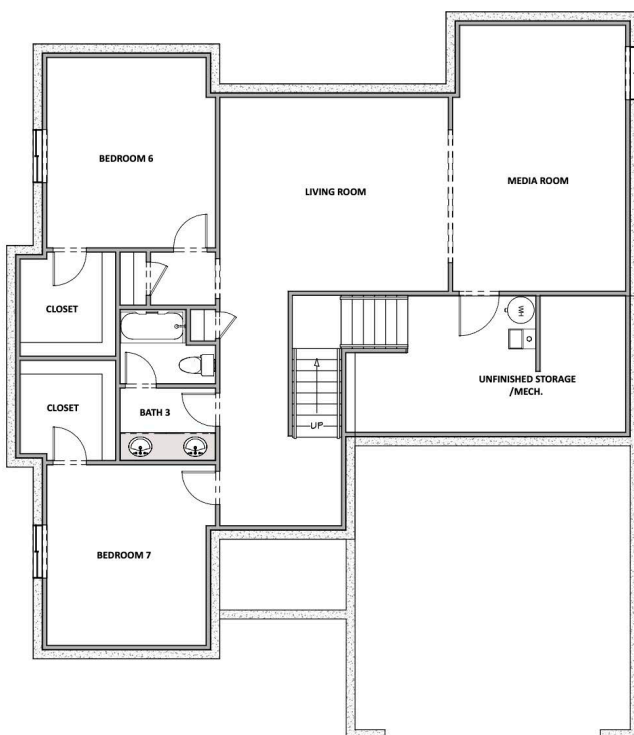 BEDROOM 6
LIVING ROOM
MEDIA ROOM
CLOSET
WH
UNFINISHED STORAGE
/MECH.
CLOSET
BATH 3
UP
BEDROOM 7